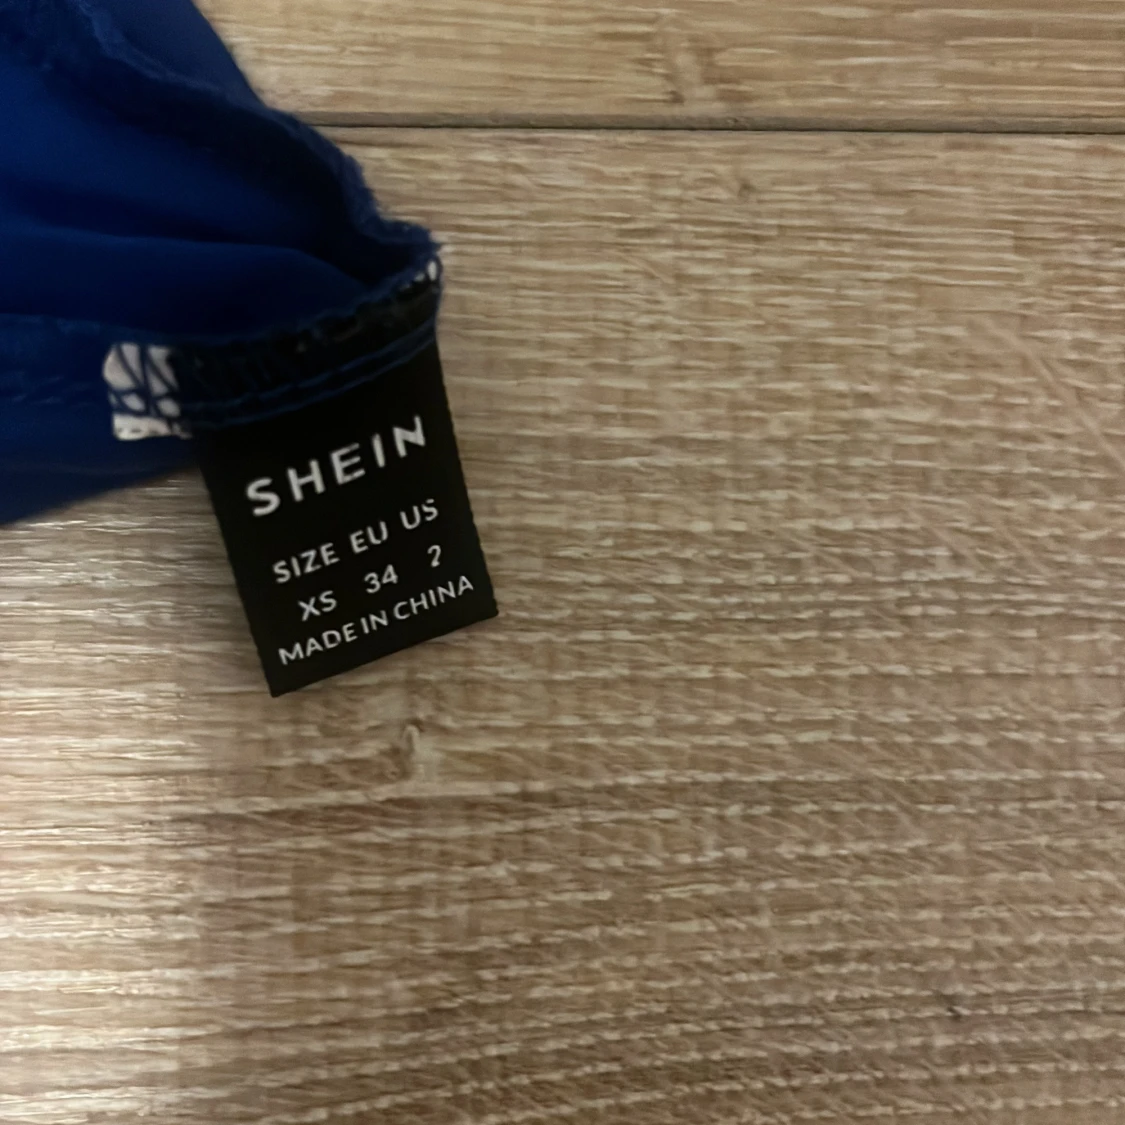 SHEIN
SIZE EU US
XS 34 2
MADE IN CHINA